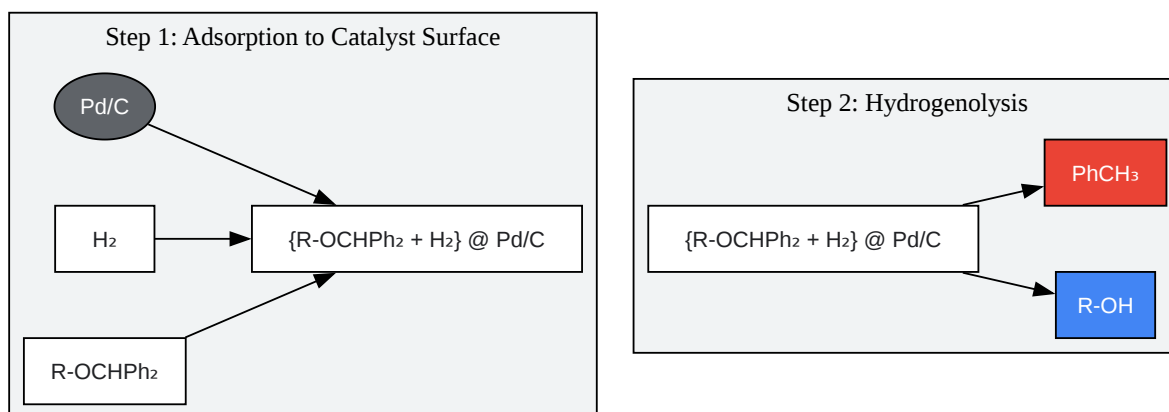 Step 1: Adsorption to Catalyst Surface
Pd/C
H₂
{R-OCHPh₂ + H₂} @ Pd/C
R-OCHPh₂
Step 2: Hydrogenolysis
PhCH₃
{R-OCHPh₂ + H₂} @ Pd/C
R-OH